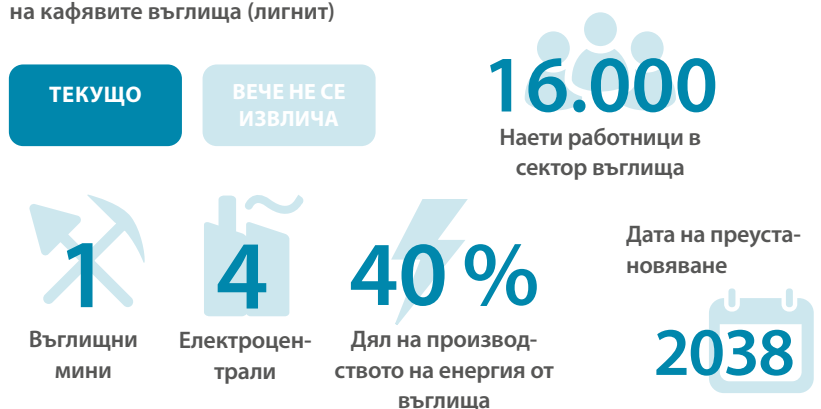 на кафявите въглища (лигнит)
ТЕКУЩО
ВЕЧЕ НЕ СЕ
ИЗВЛИЧА
16.000
Наети работници в
сектор въглища
1
Въглищни
мини
4
Електроцен-
трали
40 %
Дял на производ-
ството на енергия от
въглища
Дата на преуста-
новяване
2038